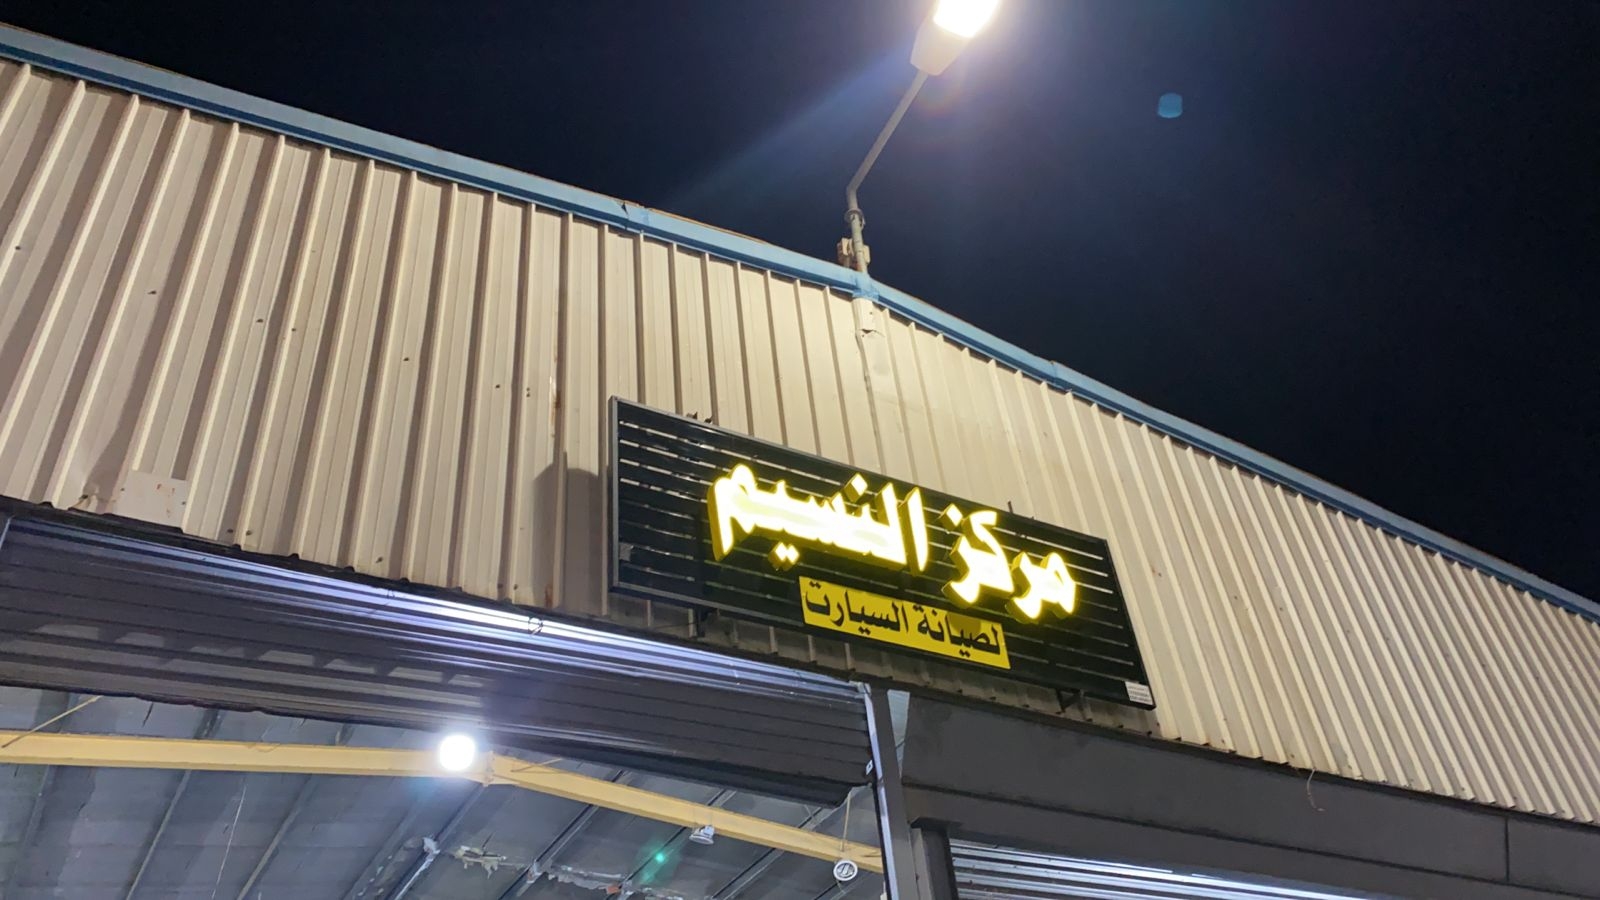 مركز النسيم
لصيانة السيارت